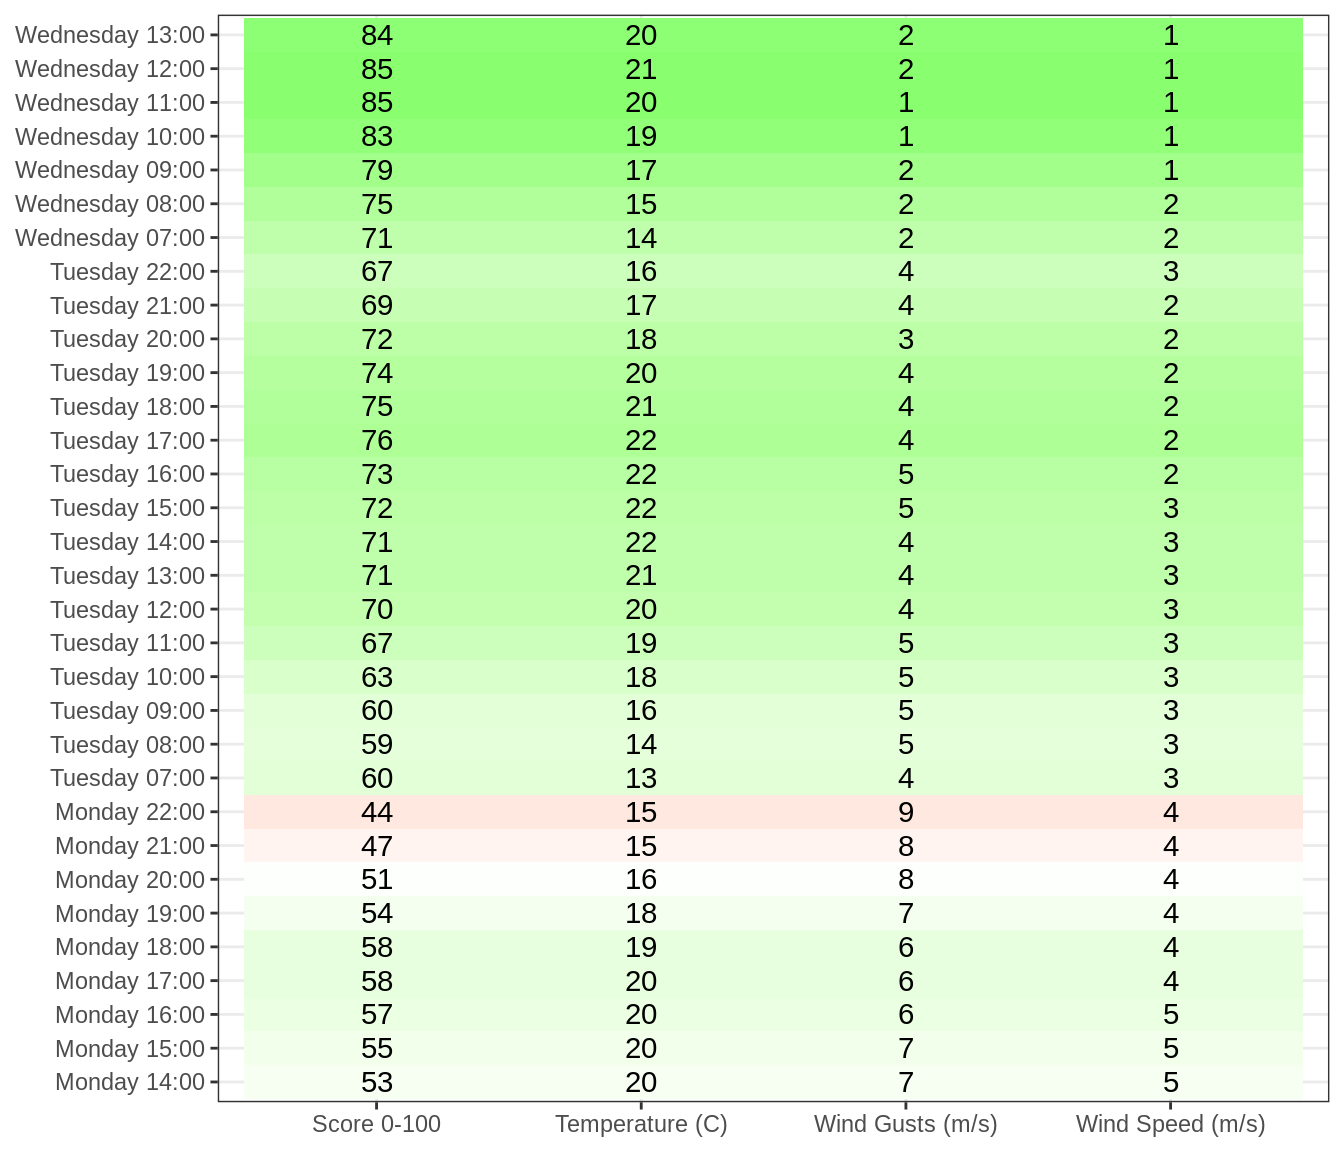 Wednesday 13:00 84 20 2 1
Wednesday 12:00 85 21 2 1
Wednesday 11:00 85 20 1 1
Wednesday 10:00 83 19 1 1
Wednesday 09:00 79 17 2 1
Wednesday 08:00 75 15 2 2
Wednesday 07:00 71 14 2 2
Tuesday 22:00 67 16 4 3
Tuesday 21:00 69 17 4 2
Tuesday 20:00 72 18 3 2
Tuesday 19:00 74 20 4 2
Tuesday 18:00 75 21 4 2
Tuesday 17:00 76 22 4 2
Tuesday 16:00 73 22 5 2
Tuesday 15:00 72 22 5 3
Tuesday 14:00 71 22 4 3
Tuesday 13:00 71 21 4 3
Tuesday 12:00 70 20 4 3
Tuesday 11:00 67 19 5 3
Tuesday 10:00 63 18 5 3
Tuesday 09:00 60 16 5 3
Tuesday 08:00 59 14 5 3
Tuesday 07:00 60 13 4 3
Monday 22:00 44 15 9 4
Monday 21:00 47 15 8 4
Monday 20:00 51 16 8 4
Monday 19:00 54 18 7 4
Monday 18:00 58 19 6 4
Monday 17:00 58 20 6 4
Monday 16:00 57 20 6 5
Monday 15:00 55 20 7 5
Monday 14:00 53 20 7 5
Score 0-100 Temperature (C) Wind Gusts (m/s) Wind Speed (m/s)